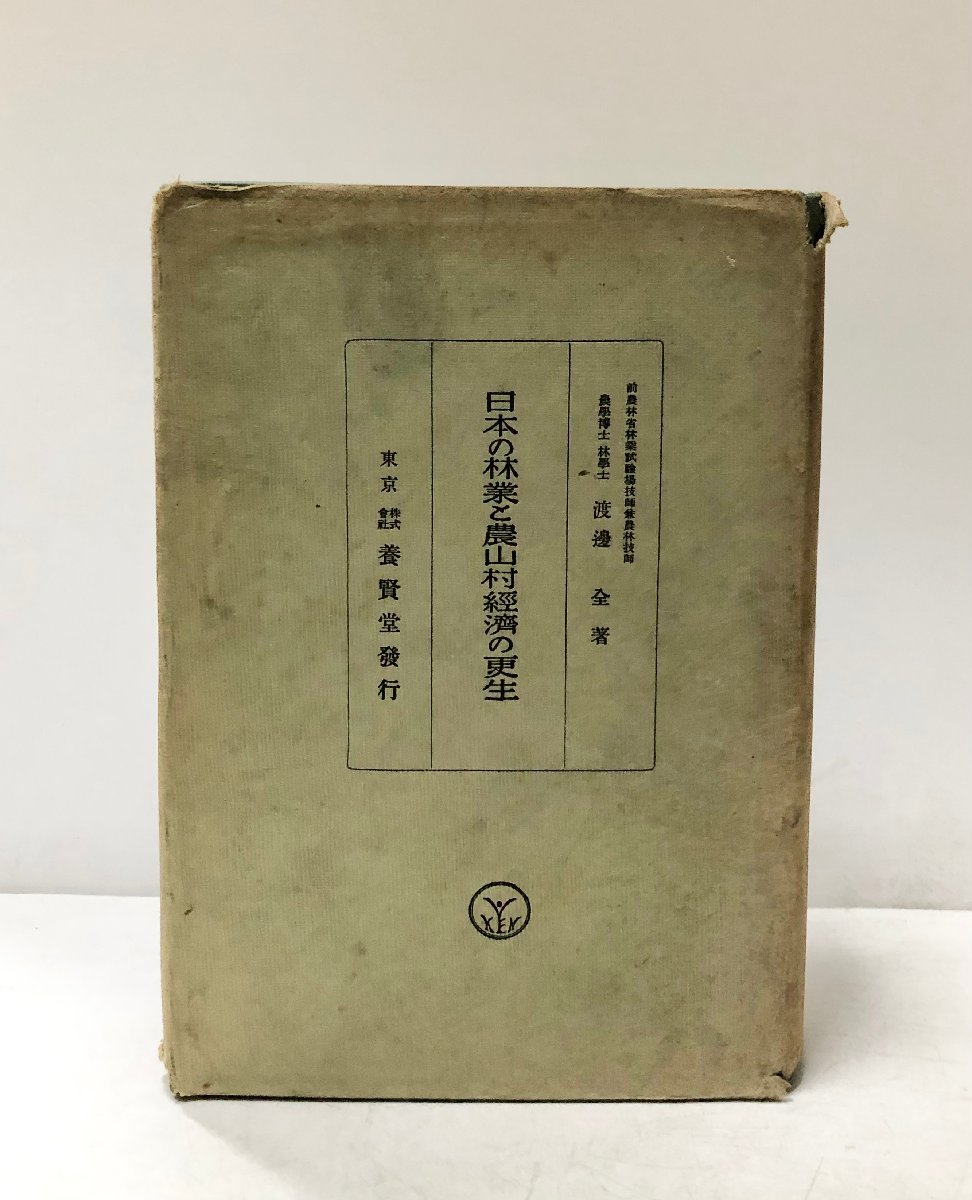 前農林省林業試驗場技師兼農林技師
農學博士 林學士 渡邊全著
日本の林業と農山村經濟の更生
東京 株式會社 養賢堂發行